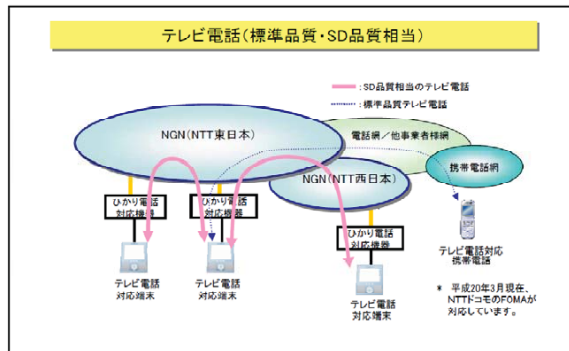 テレビ電話(標準品質・SD品質相当)
:SD品質相当のテレビ電話
:標準品質テレビ電話
NGN(NTT東日本)
電話網/他事業者様網
携帯電話網
NGN(NTT西日本)
ひかり電話
対応機器
ひかり電話
対応機器
ひかり電話
対応機器
テレビ電話
対応端末
テレビ電話
対応端末
テレビ電話
対応端末
テレビ電話対応
携帯電話
* 平成20年3月現在、
NTTドコモのFOMAが
対応しています。